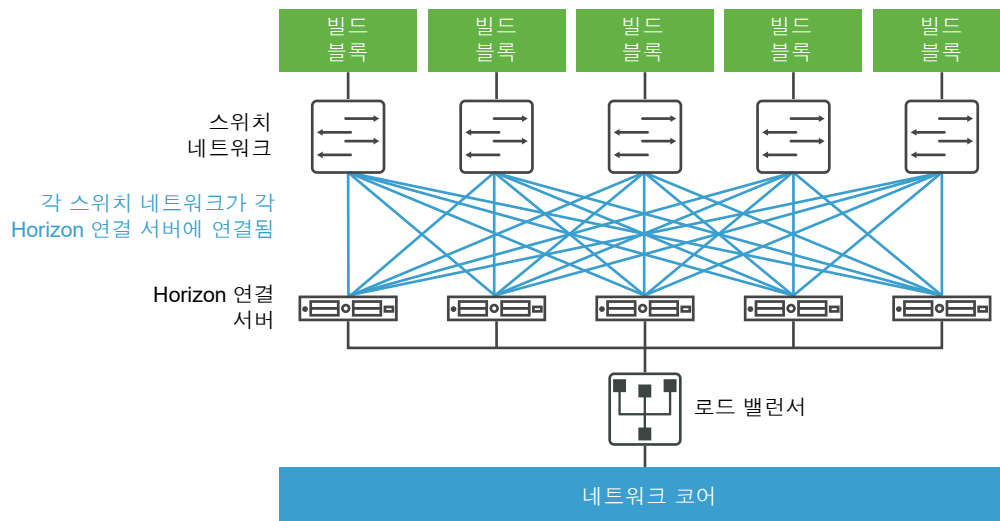 빌드
블록
빌드
블록
빌드
블록
빌드
블록
빌드
블록
스위치
네트워크
각 스위치 네트워크가 각
Horizon 연결 서버에 연결됨
Horizon 연결
서버
로드 밸런서
네트워크 코어